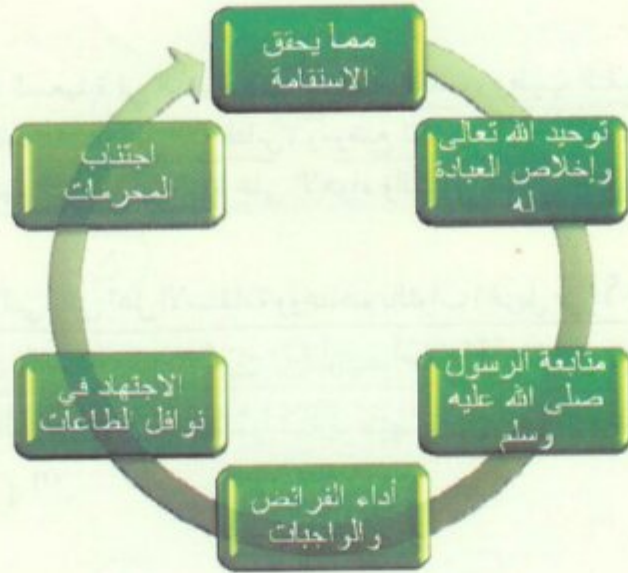 مما يحقق
الاستقامة
توحيد الله تعالى
وإخلاص العبادة
له
متابعة الرسول
صلى الله عليه
وسلم
أداء الفرائض
والواجبات
الاجتهاد في
نوافل الطاعات
اجتناب
المحرمات